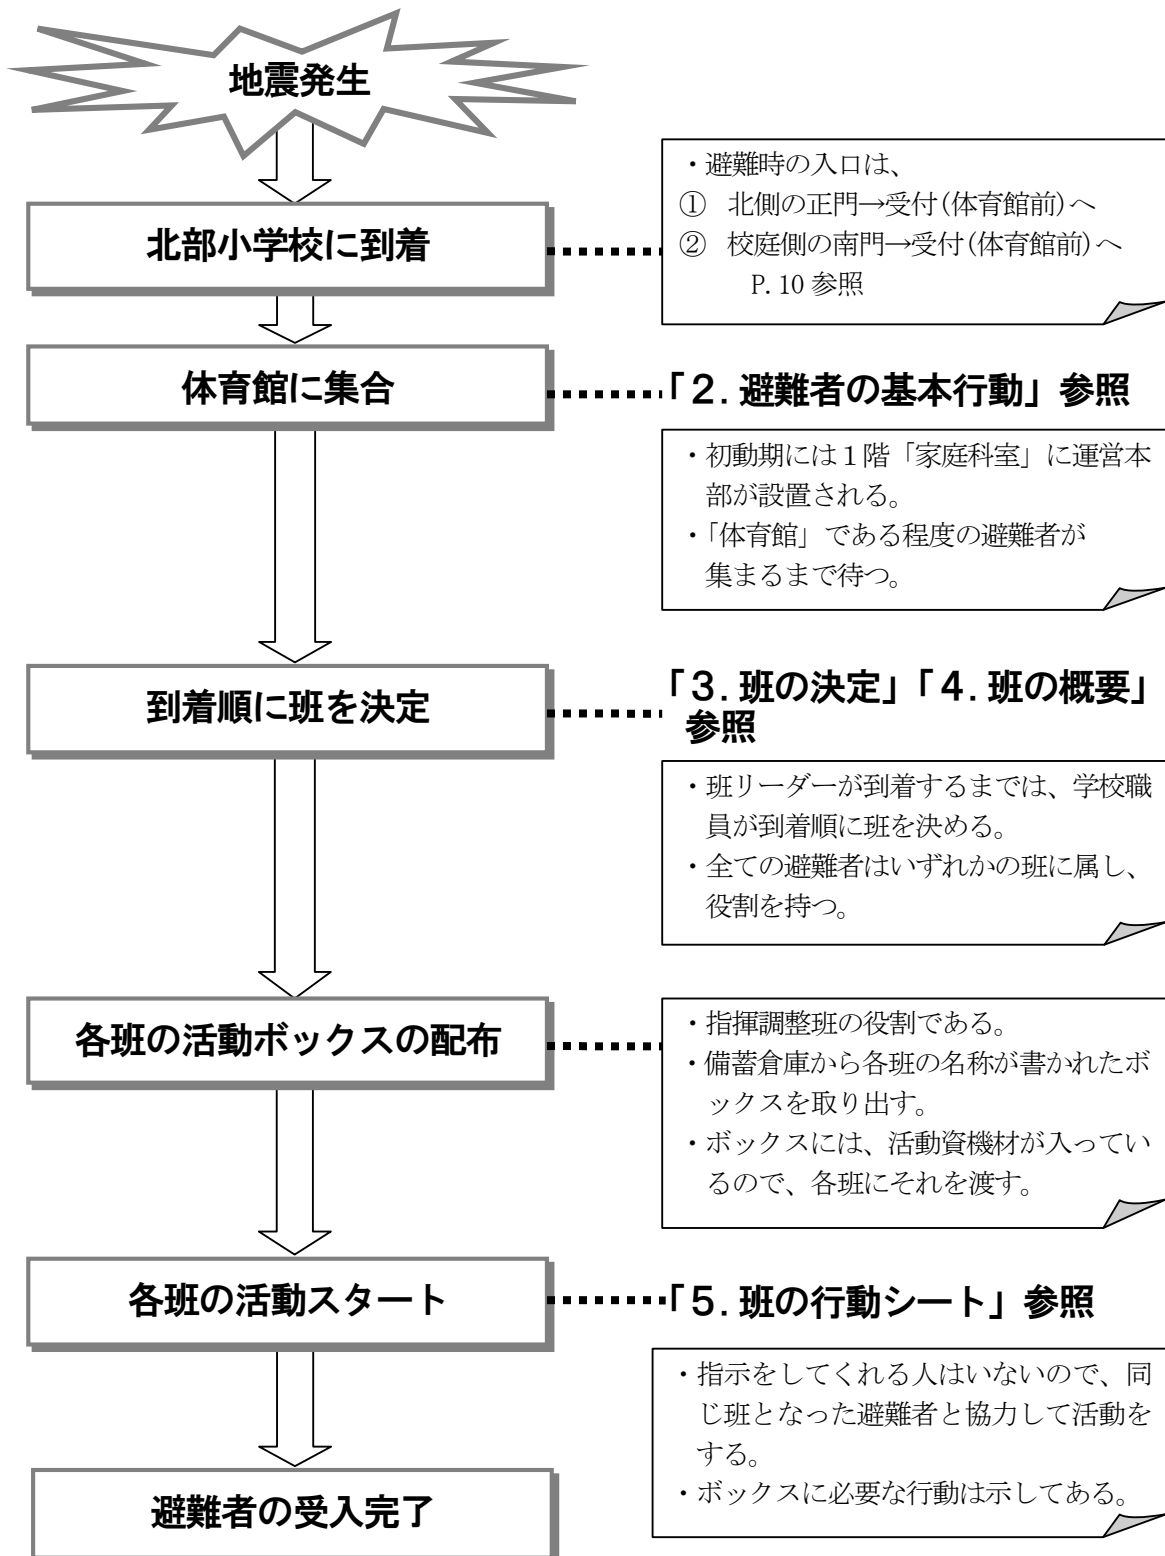 地震発生
北部小学校に到着
・避難時の入口は、
① 北側の正門→受付(体育館前)へ
② 校庭側の南門→受付(体育館前)へ
P.10 参照
体育館に集合
「２.避難者の基本行動」参照
・初動期には１階「家庭科室」に運営本
部が設置される。
・「体育館」である程度の避難者が
集まるまで待つ。
到着順に班を決定
「３.班の決定」「４.班の概要」
参照
・班リーダーが到着するまでは、学校職
員が到着順に班を決める。
・全ての避難者はいずれかの班に属し、
役割を持つ。
各班の活動ボックスの配布
・指揮調整班の役割である。
・備蓄倉庫から各班の名称が書かれたボ
ックスを取り出す。
・ボックスには、活動資機材が入ってい
るので、各班にそれを渡す。
各班の活動スタート
「５.班の行動シート」参照
・指示をしてくれる人はいないので、同
じ班となった避難者と協力して活動を
する。
・ボックスに必要な行動は示してある。
避難者の受入完了